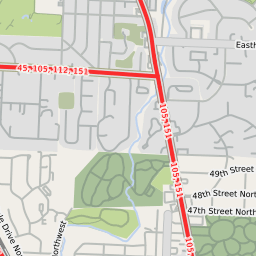 Easth
45, 105, 112, 151
105, 151
105, 151
49th Street
48th Street North
47th Street North
le Drive No
northwest
105